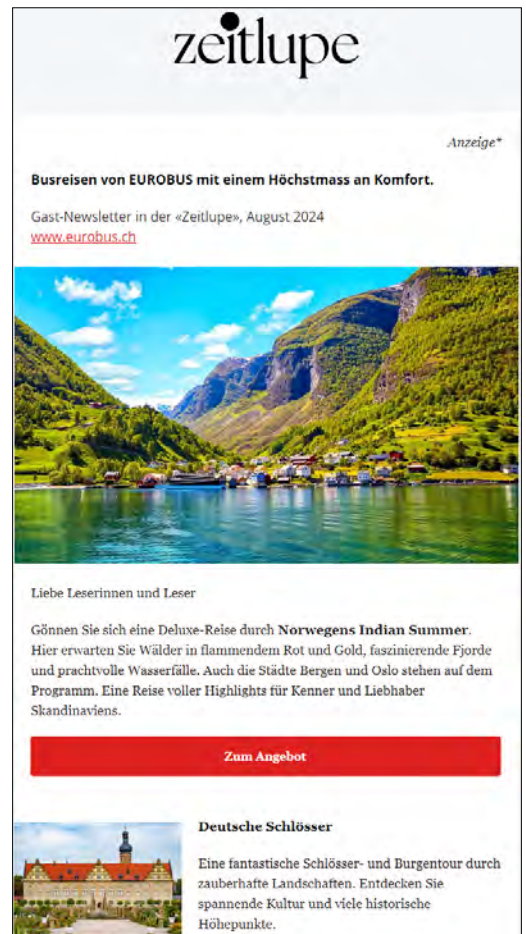 zeitlupe
Anzeige*
Busreisen von EUROBUS mit einem Höchstmass an Komfort.
Gast-Newsletter in der «Zeitlupe», August 2024
www.eurobus.ch
Liebe Leserinnen und Leser
Gönnen Sie sich eine Deluxe-Reise durch Norwegens Indian Summer.
Hier erwarten Sie Wälder in flammendem Rot und Gold, faszinierende Fjorde
und prachtvolle Wasserfälle. Auch die Städte Bergen und Oslo stehen auf dem
Programm. Eine Reise voller Highlights für Kenner und Liebhaber
Skandinaviens.
Zum Angebot
Deutsche Schlösser
Eine fantastische Schlösser- und Burgentour durch
zauberhafte Landschaften. Entdecken Sie
spannende Kultur und viele historische
Höhepunkte.